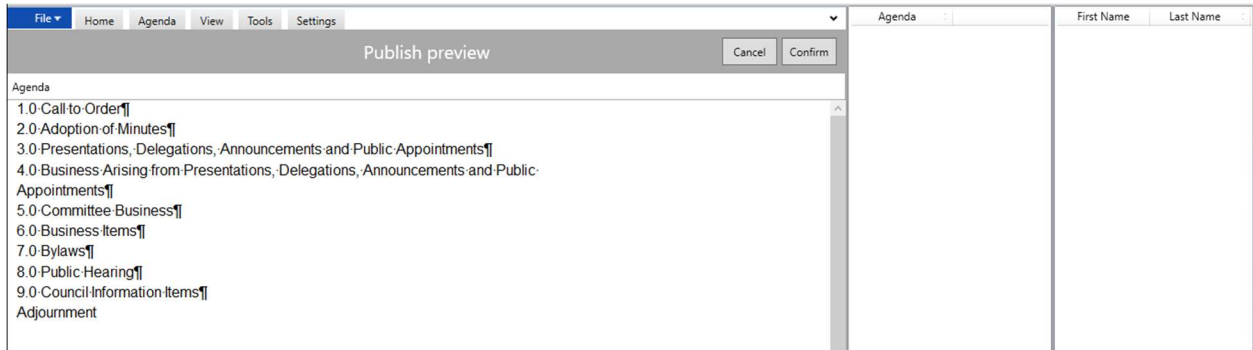 File Home Agenda View Tools Settings
Agenda
First Name Last Name
Publish preview
Cancel Confirm
Agenda
1.0·Call·to·Order¶
2.0·Adoption·of·Minutes¶
3.0·Presentations,·Delegations,·Announcements·and·Public·Appointments¶
4.0·Business·Arising·from·Presentations,·Delegations,·Announcements·and·Public·
Appointments¶
5.0·Committee·Business¶
6.0·Business·Items¶
7.0·Bylaws¶
8.0·Public·Hearing¶
9.0·Council·Information·Items¶
Adjournment